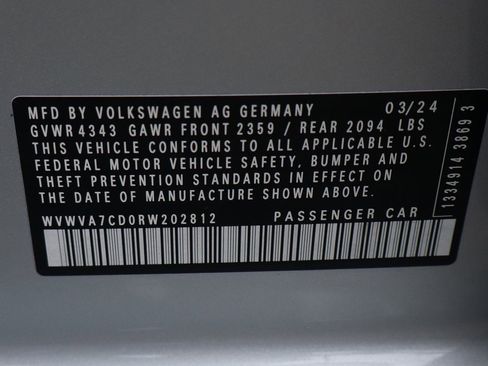 MFD BY VOLKSWAGEN AG GERMANY 03/24
GVWR 4343 GAWR FRONT 2359 / REAR 2094 LBS
THIS VEHICLE CONFORMS TO ALL APPLICABLE U.S.
FEDERAL MOTOR VEHICLE SAFETY, BUMPER AND
THEFT PREVENTION STANDARDS IN EFFECT ON
THE DATE OF MANUFACTURE SHOWN ABOVE.
WVWVA7CD0RW202812 PASSENGER CAR
1334914 3869 3